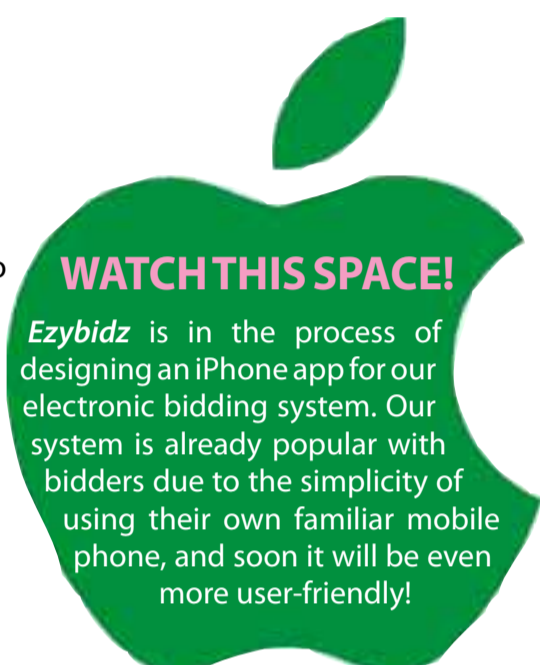 WATCH THIS SPACE!
Ezybidz is in the process of
designing an iPhone app for our
electronic bidding system. Our
system is already popular with
bidders due to the simplicity of
using their own familiar mobile
phone, and soon it will be even
more user-friendly!